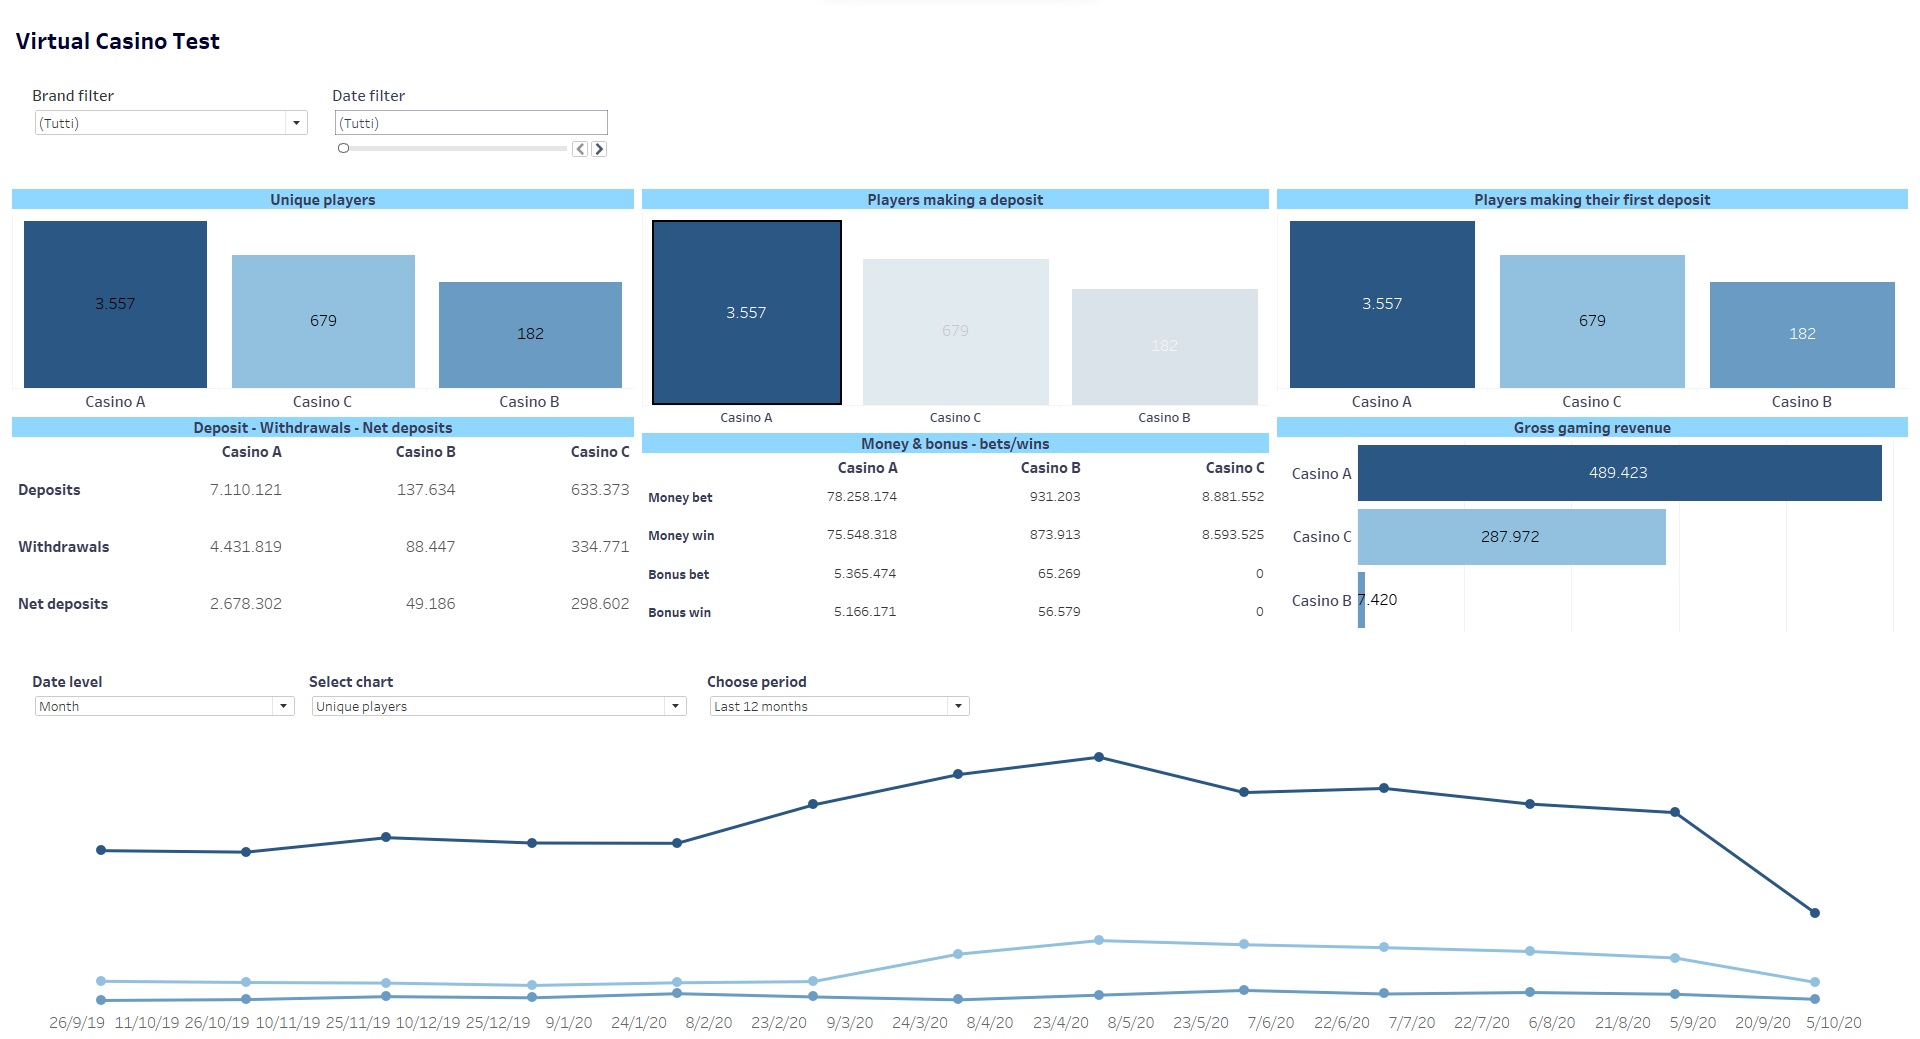 Virtual Casino Test
Brand filter
(Tutti)
Date filter
(Tutti)
Unique players
3.557
679
182
Casino A
Casino C
Casino B
Players making a deposit
3.557
679
182
Casino A
Casino C
Casino B
Players making their first deposit
3.557
679
182
Casino A
Casino C
Casino B
Deposit - Withdrawals - Net deposits
Casino A Casino B Casino C
Deposits 7.110.121 137.634 633.373
Withdrawals 4.431.819 88.447 334.771
Net deposits 2.678.302 49.186 298.602
Money & bonus - bets/wins
Casino A Casino B Casino C
Money bet 78.258.174 931.203 8.881.552
Money win 75.548.318 873.913 8.593.525
Bonus bet 5.365.474 65.269 0
Bonus win 5.166.171 56.579 0
Gross gaming revenue
Casino A 489.423
Casino C 287.972
Casino B 7.420
Date level
Month
Select chart
Unique players
Choose period
Last 12 months
26/9/19 11/10/19 26/10/19 10/11/19 25/11/19 10/12/19 25/12/19 9/1/20 24/1/20 8/2/20 23/2/20 9/3/20 24/3/20 8/4/20 23/4/20 8/5/20 23/5/20 7/6/20 22/6/20 7/7/20 22/7/20 6/8/20 21/8/20 5/9/20 20/9/20 5/10/20